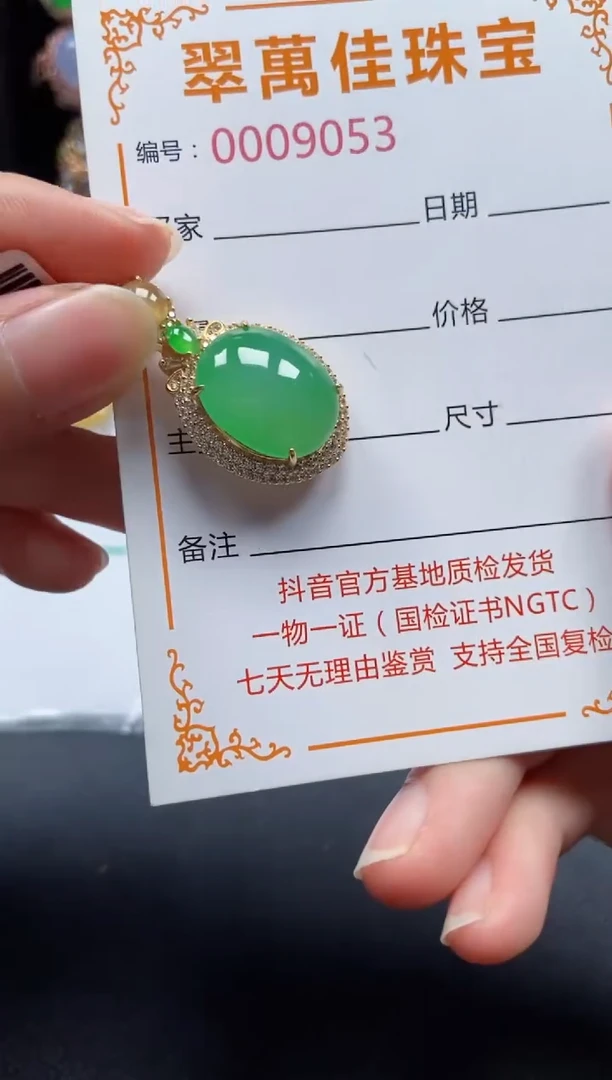 翠萬佳珠宝
编号：0009053
家 日期
价格
主 尺寸
备注
抖音官方基地质检发货
一物一证（国检证书NGTC）
七天无理由鉴赏 支持全国复检